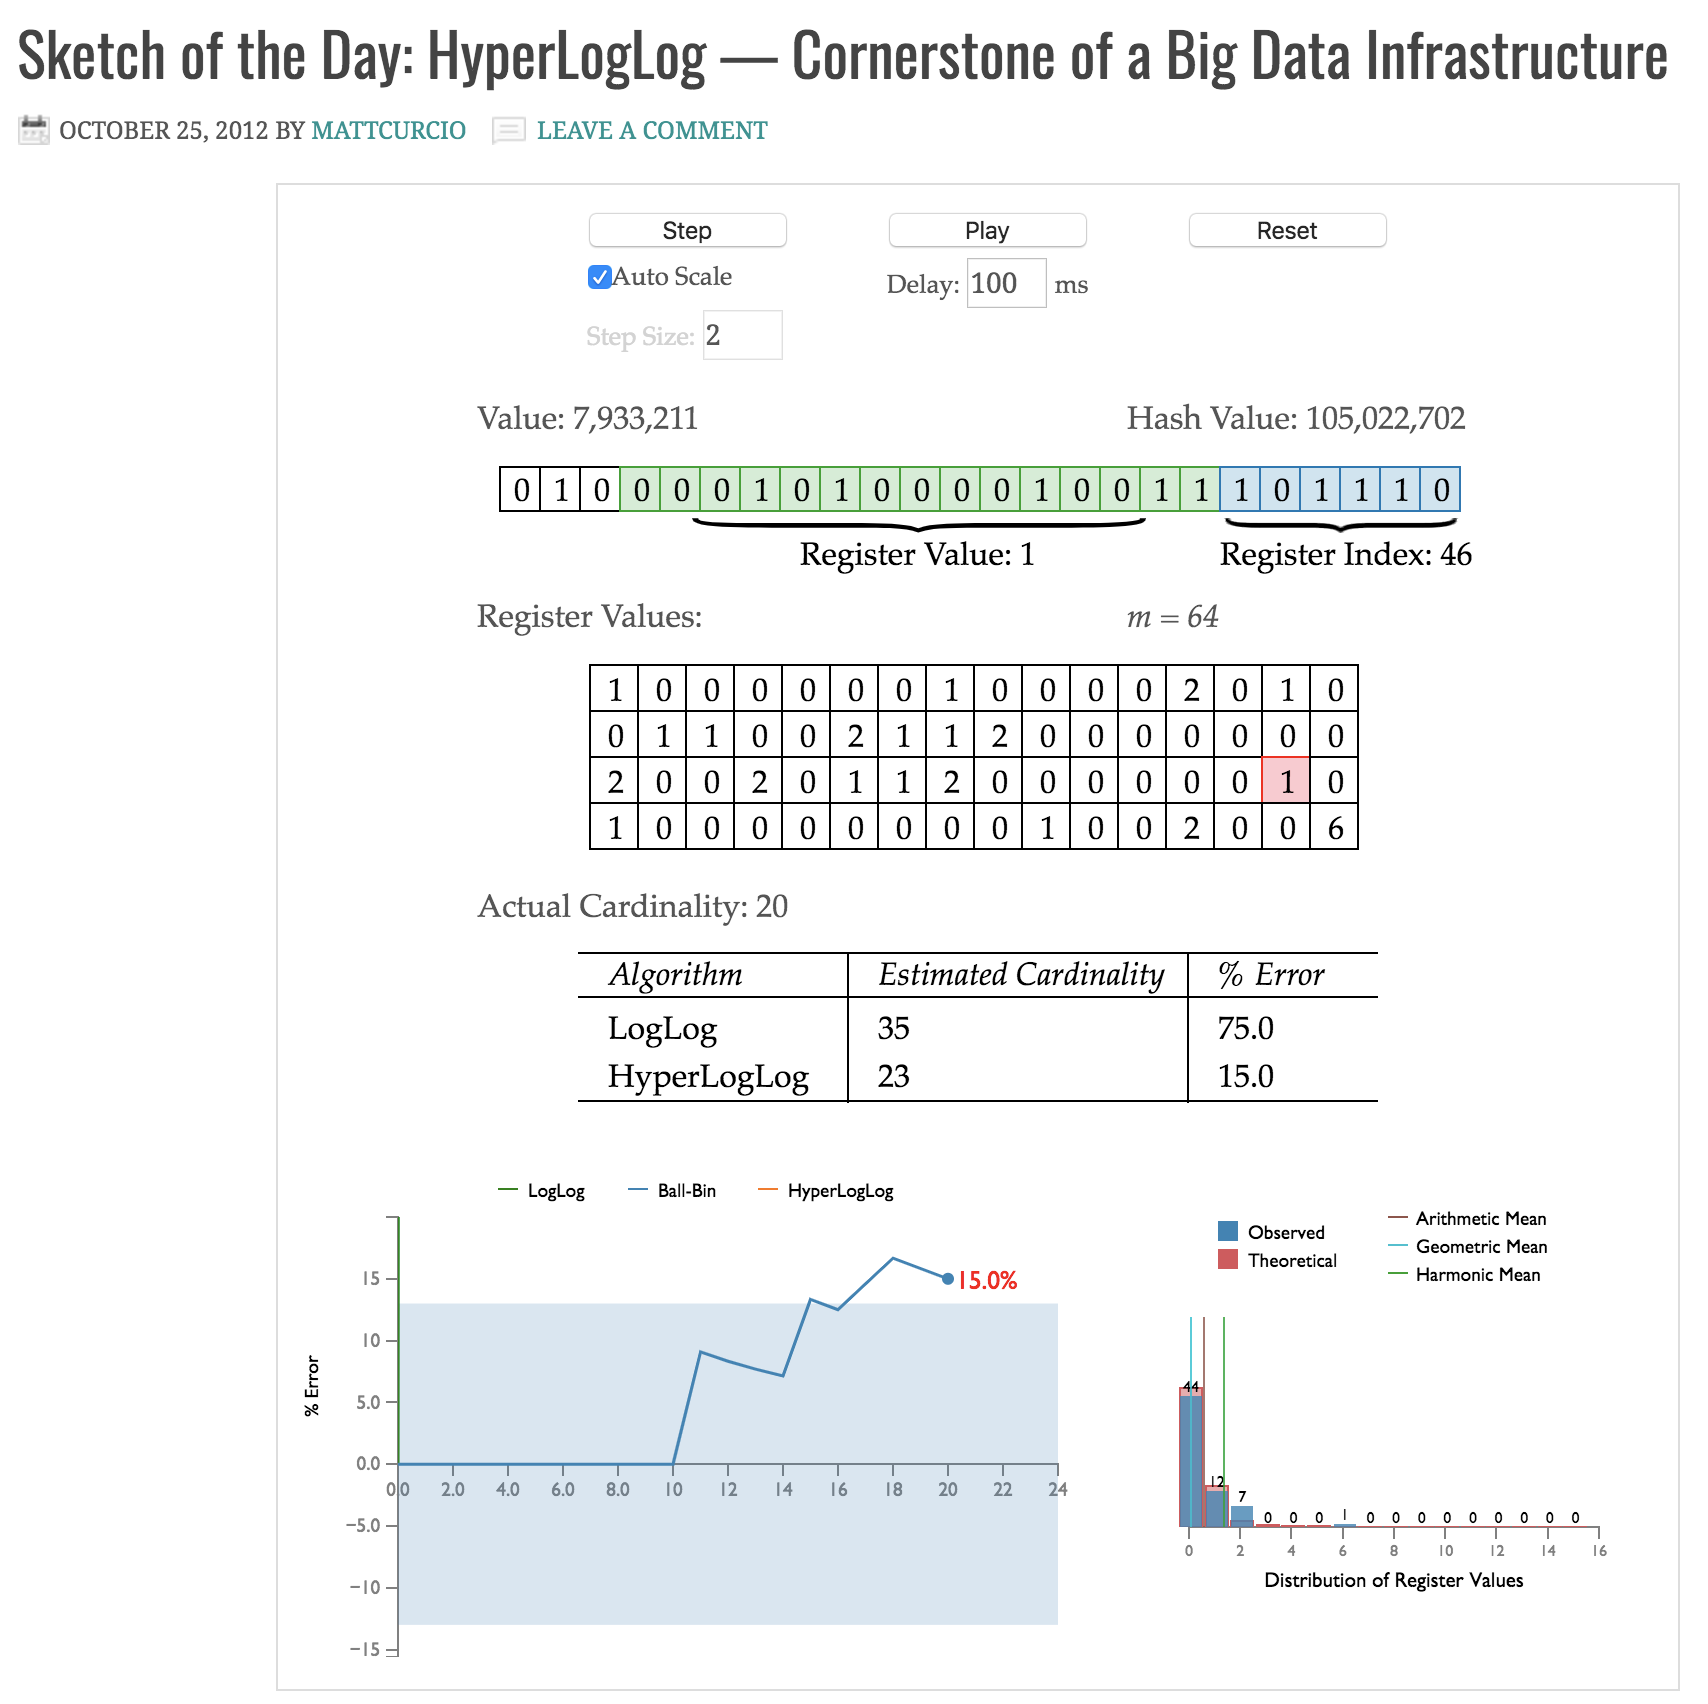 Sketch of the Day: HyperLogLog — Cornerstone of a Big Data Infrastructure
OCTOBER 25, 2012 BY MATTCURCIO LEAVE A COMMENT
Step Play Reset
Auto Scale Delay: 100 ms
Step Size: 2
Value: 7,933,211 Hash Value: 105,022,702
0 1 0 0 0 0 1 0 1 0 0 0 0 1 0 0 1 1 1 0 1 1 1 0
Register Value: 1 Register Index: 46
Register Values: m = 64
1 0 0 0 0 0 0 1 0 0 0 0 2 0 1 0
0 1 1 0 0 2 1 1 2 0 0 0 0 0 0 0
2 0 0 2 0 1 1 2 0 0 0 0 0 0 1 0
1 0 0 0 0 0 0 0 0 1 0 0 2 0 0 6
Actual Cardinality: 20
Algorithm Estimated Cardinality % Error
LogLog 35 75.0
HyperLogLog 23 15.0
LogLog Ball-Bin HyperLogLog
15
10
5.0
0.0
−5.0
−10
−15
% Error
0.0 2.0 4.0 6.0 8.0 10 12 14 16 18 20 22 24
15.0%
Observed
Theoretical
Arithmetic Mean
Geometric Mean
Harmonic Mean
44 12 7 0 0 0 1 0 0 0 0 0 0 0 0 0
0 2 4 6 8 10 12 14 16
Distribution of Register Values